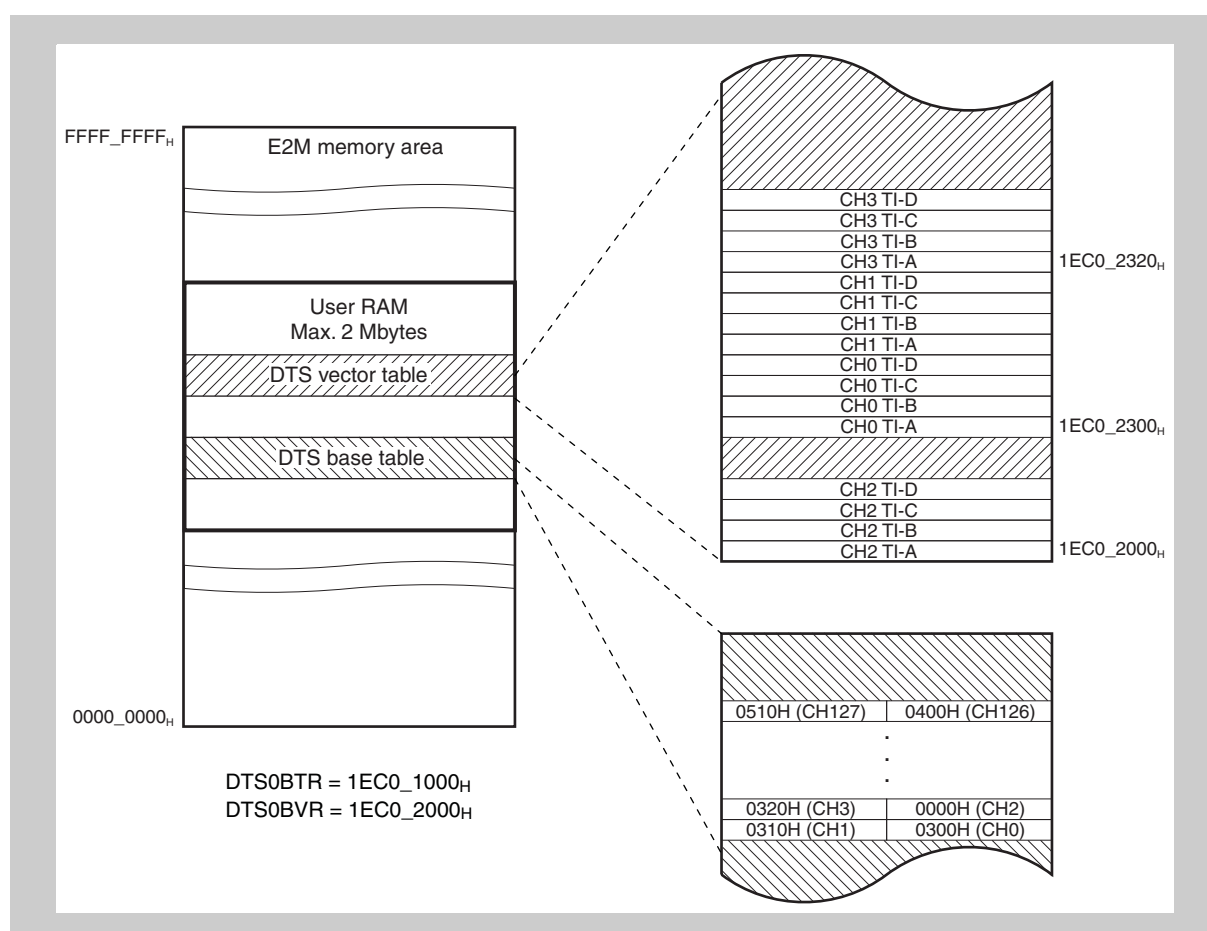 FFFF_FFFFH
E2M memory area
User RAM
Max. 2 Mbytes
DTS vector table
DTS base table
0000_0000H
DTS0BTR = 1EC0_1000H
DTS0BVR = 1EC0_2000H
CH3 TI-D
CH3 TI-C
CH3 TI-B
CH3 TI-A 1EC0_2320H
CH1 TI-D
CH1 TI-C
CH1 TI-B
CH1 TI-A
CH0 TI-D
CH0 TI-C
CH0 TI-B
CH0 TI-A 1EC0_2300H
CH2 TI-D
CH2 TI-C
CH2 TI-B
CH2 TI-A 1EC0_2000H
0510H (CH127) 0400H (CH126)
.
.
.
0320H (CH3) 0000H (CH2)
0310H (CH1) 0300H (CH0)